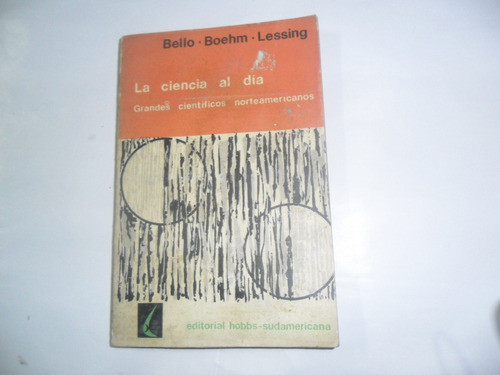 Bello · Boehm · Lessing
La ciencia al día
Grandes científicos norteamericanos
editorial hobbs-sudamericana